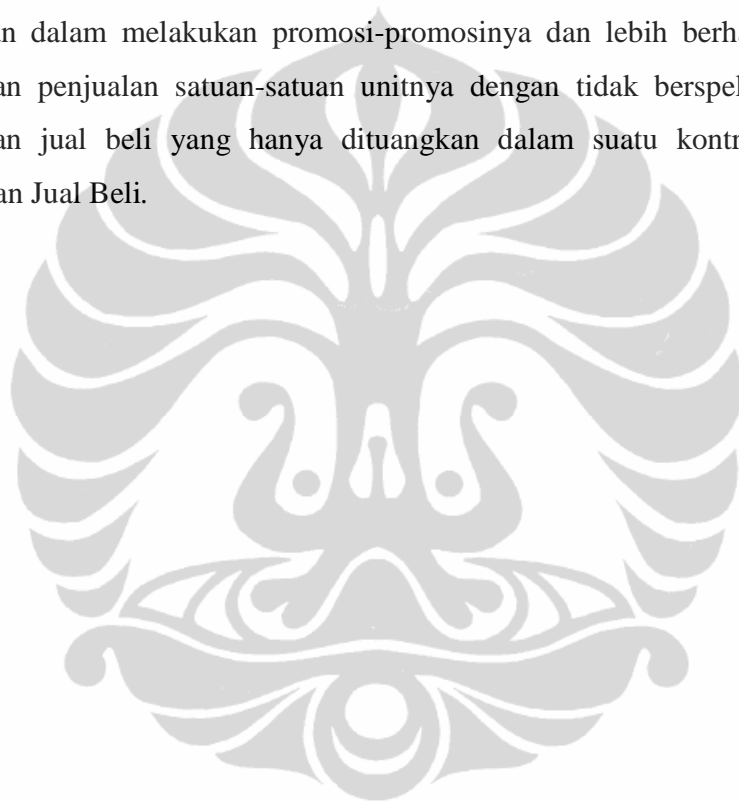 n dalam melakukan promosi-promosinya dan lebih berha
an penjualan satuan-satuan unitnya dengan tidak berspel
an jual beli yang hanya dituangkan dalam suatu kontr
an Jual Beli.